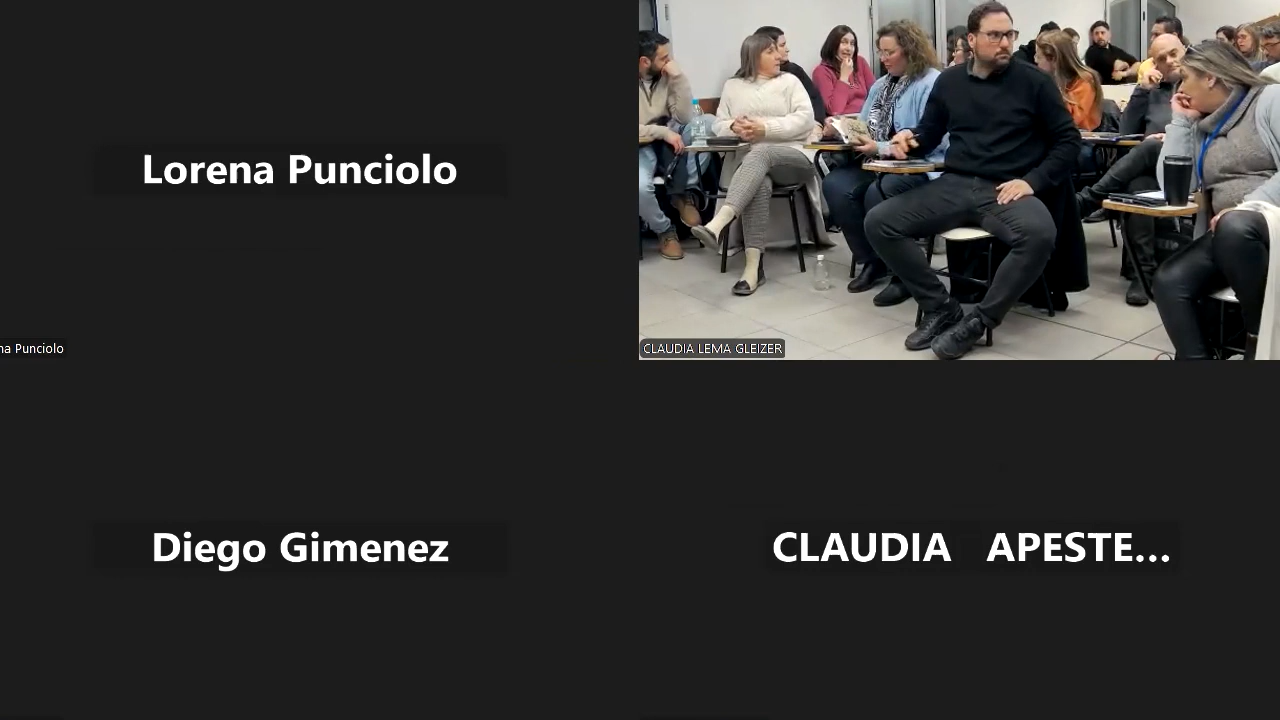 Lorena Punciolo
na Punciolo
CLAUDIA LEMA GLEIZER
Diego Gimenez
CLAUDIA APESTE...